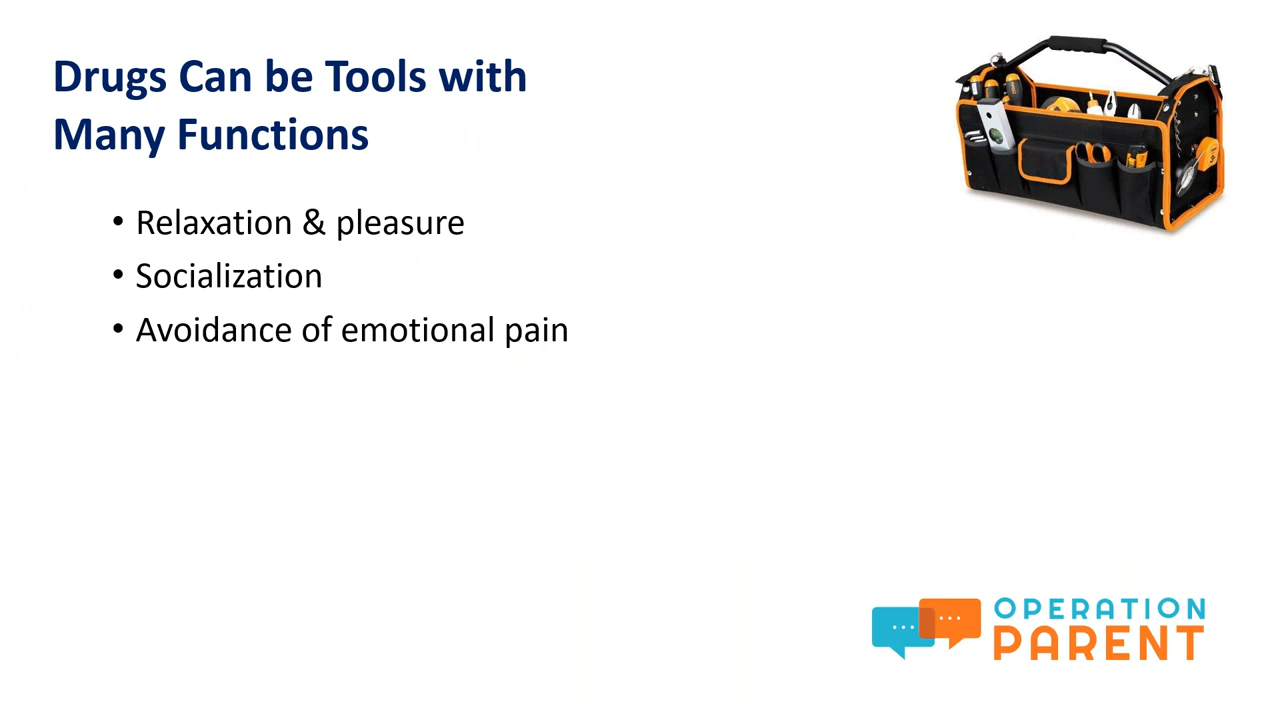 Drugs Can be Tools with
Many Functions
• Relaxation & pleasure
• Socialization
• Avoidance of emotional pain
OPERATION
PARENT